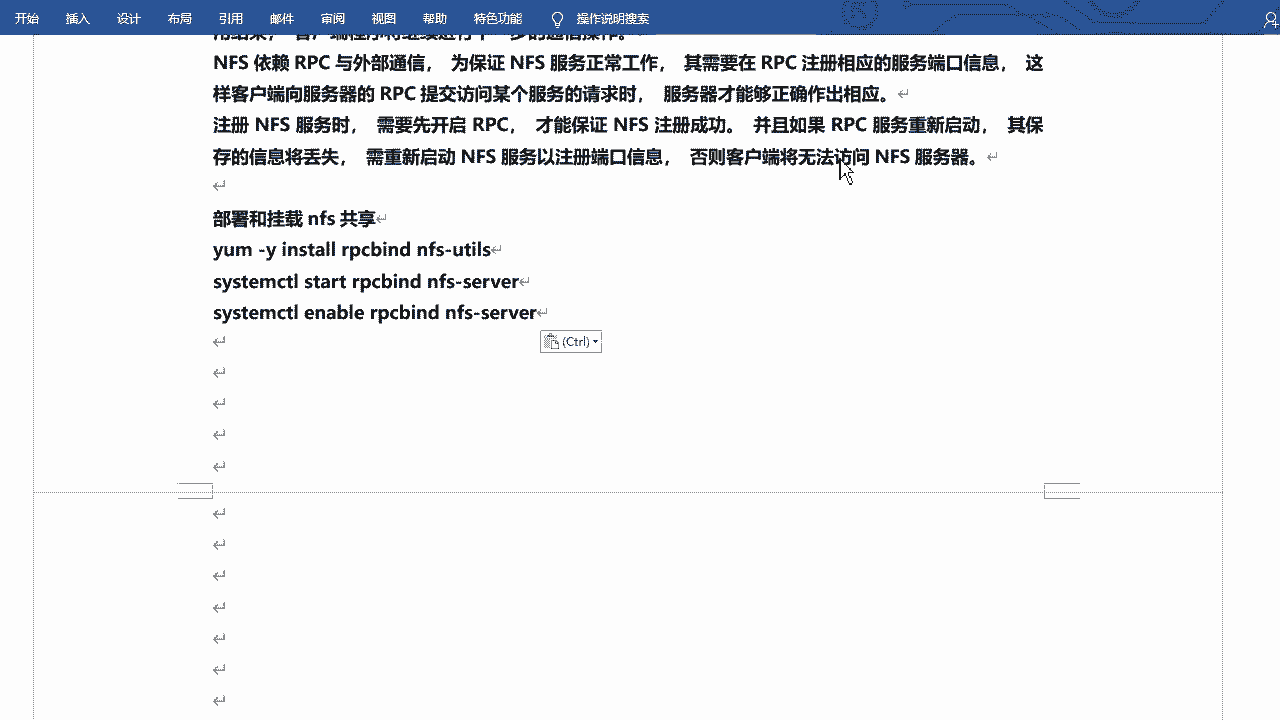 开始 插入 设计 布局 引用 邮件 审阅 视图 帮助 特色功能 操作说明搜索
NFS 依赖 RPC 与外部通信， 为保证 NFS 服务正常工作， 其需要在 RPC 注册相应的服务端口信息， 这
样客户端向服务器的 RPC 提交访问某个服务的请求时， 服务器才能够正确作出相应。
注册 NFS 服务时， 需要先开启 RPC， 才能保证 NFS 注册成功。 并且如果 RPC 服务重新启动， 其保
存的信息将丢失， 需重新启动 NFS 服务以注册端口信息， 否则客户端将无法访问 NFS 服务器。
部署和挂载 nfs 共享
yum -y install rpcbind nfs-utils
systemctl start rpcbind nfs-server
systemctl enable rpcbind nfs-server
(Ctrl)